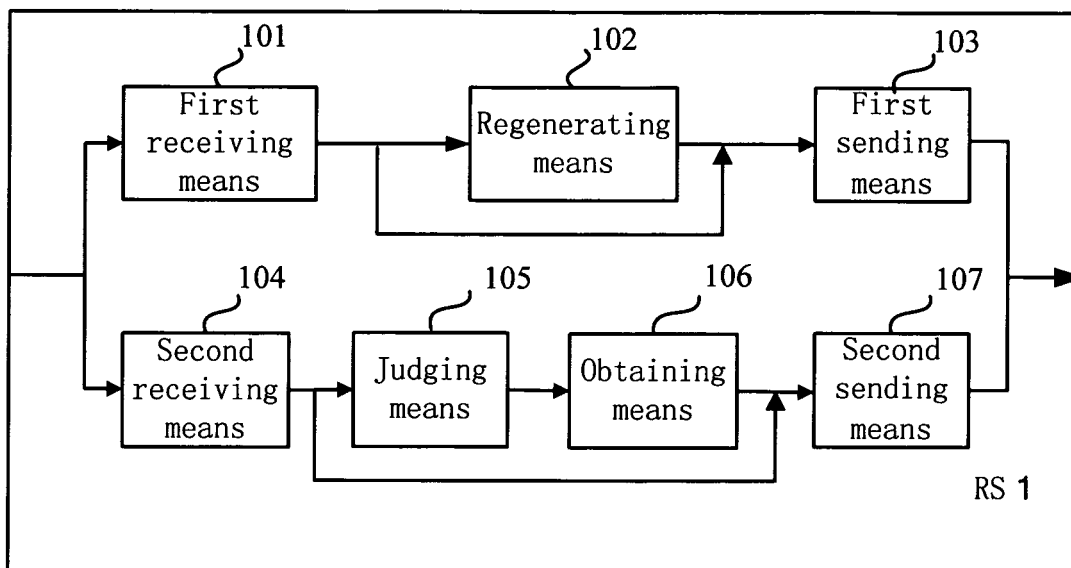 101
102
103
First
receiving
means
Regenerating
means
First
sending
means
104
105
106
107
Second
receiving
means
Judging
means
Obtaining
means
Second
sending
means
RS 1